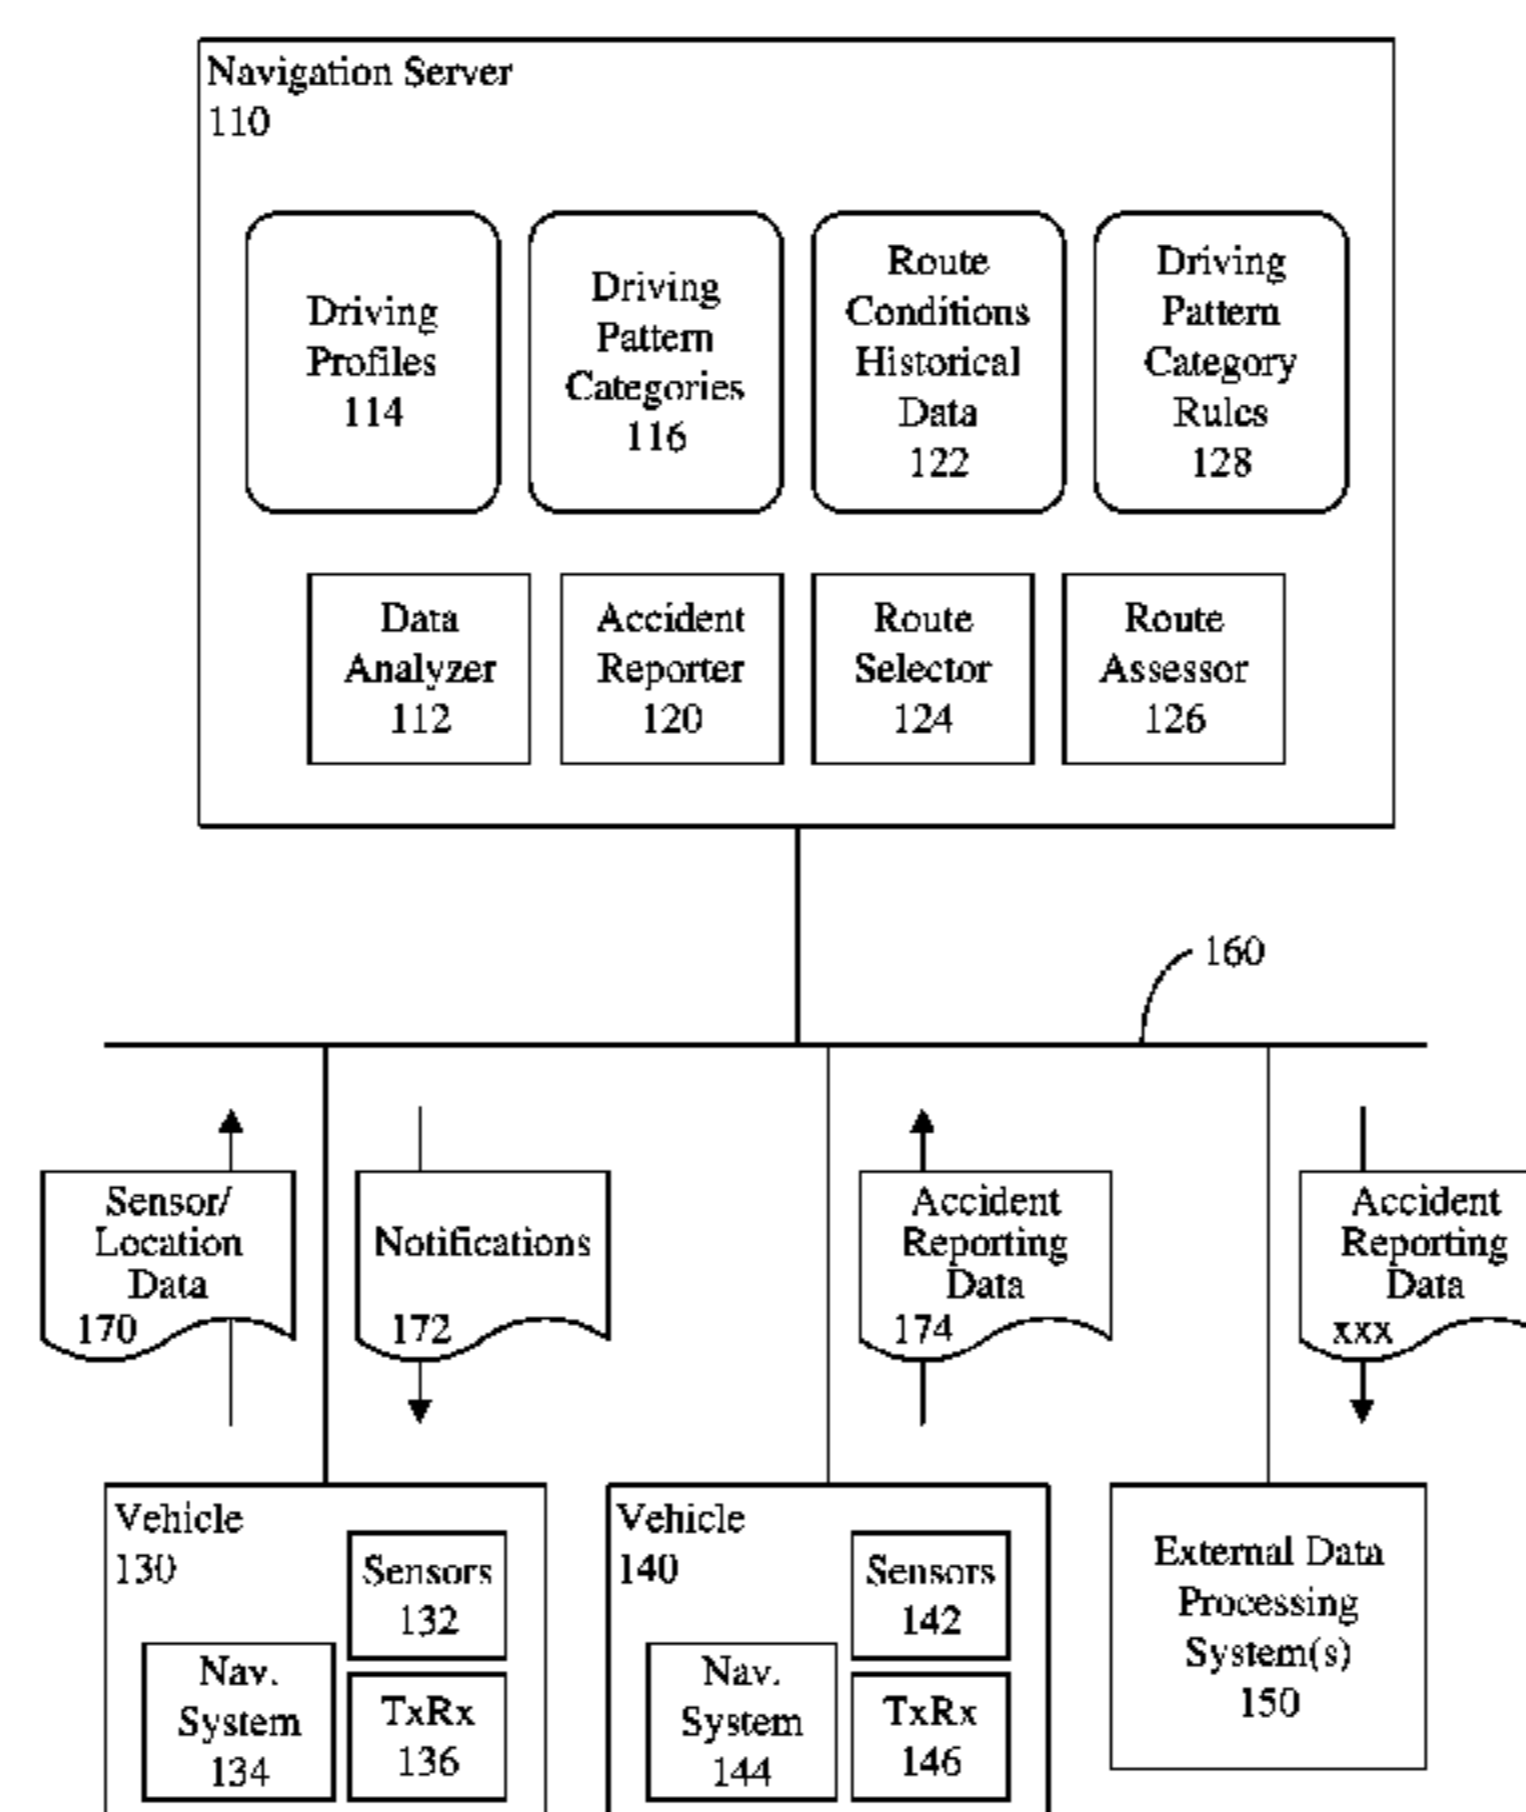 Navigation Server
110
Driving
Profiles
114
Driving
Pattern
Categories
116
Route
Conditions
Historical
Data
122
Driving
Pattern
Category
Rules
128
Data
Analyzer
112
Accident
Reporter
120
Route
Selector
124
Route
Assessor
126
160
Sensor/
Location
Data
170
Notifications
172
Accident
Reporting
Data
174
Accident
Reporting
Data
xxx
Vehicle
130
Sensors
132
Nav.
System
134
TxRx
136
Vehicle
140
Sensors
142
Nav.
System
144
TxRx
146
External Data
Processing
System(s)
150